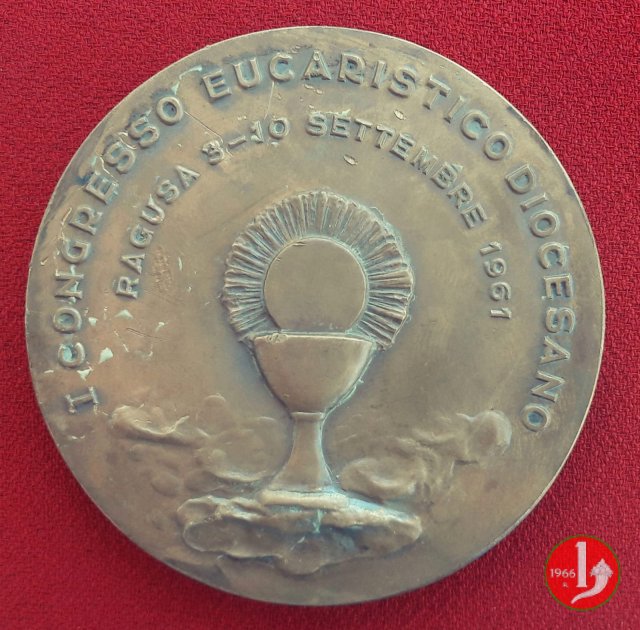 I CONGRESSO EUCARISTICO DIOCESANO
RAGUSA 3-10 SETTEMBRE 1961
1966